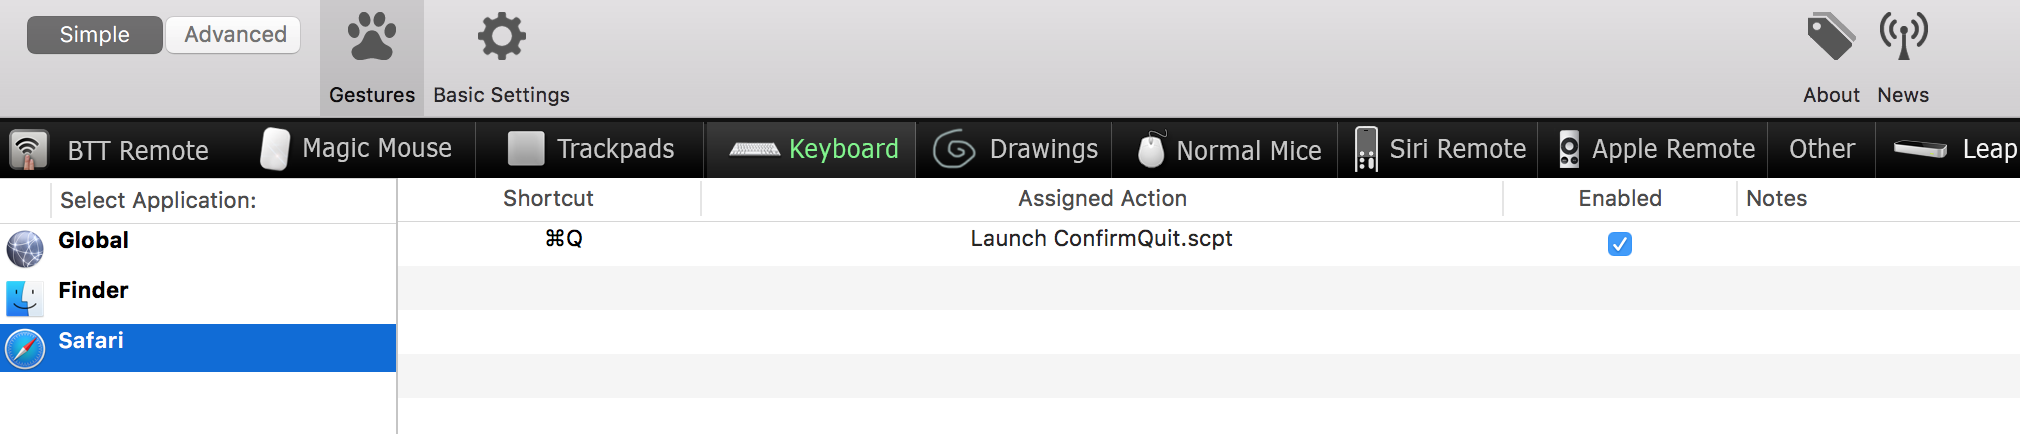 Simple Advanced
Gestures Basic Settings About News
BTT Remote Magic Mouse Trackpads Keyboard Drawings Normal Mice Siri Remote Apple Remote Other Leap
Select Application: Shortcut Assigned Action Enabled Notes
Global ⌘Q Launch ConfirmQuit.scpt
Finder
Safari